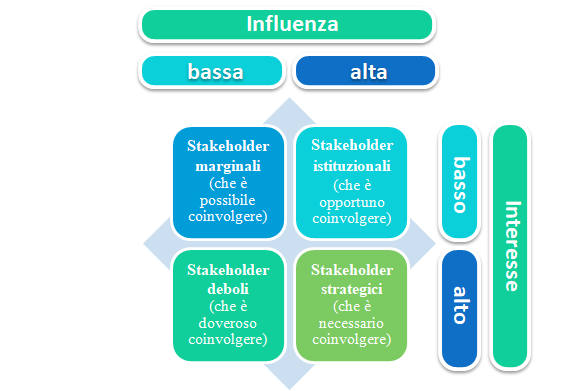 Influenza
bassa
alta
Stakeholder
marginali
(che è
possibile
coinvolgere)
Stakeholder
istituzionali
(che è
opportuno
coinvolgere)
basso
Interesse
Stakeholder
deboli
(che è
doveroso
coinvolgere)
Stakeholder
strategici
(che è
necessario
coinvolgere)
alto